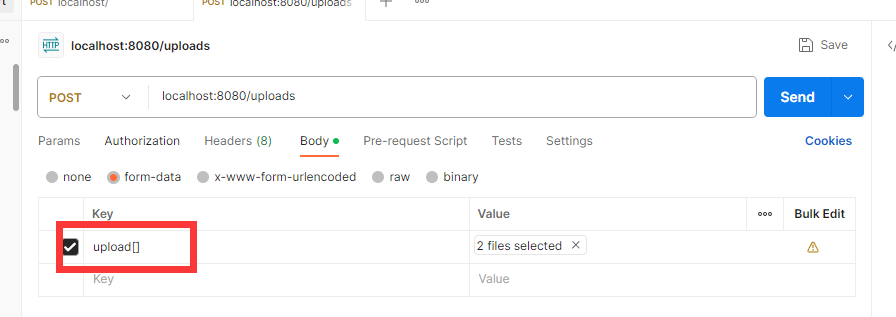 POST localhost/
POST localhost:8080/uploads
HTTP localhost:8080/uploads
Save
POST
localhost:8080/uploads
Send
Params Authorization Headers (8) Body Pre-request Script Tests Settings Cookies
none form-data x-www-form-urlencoded raw binary
Key Value Bulk Edit
upload[] 2 files selected
Key Value